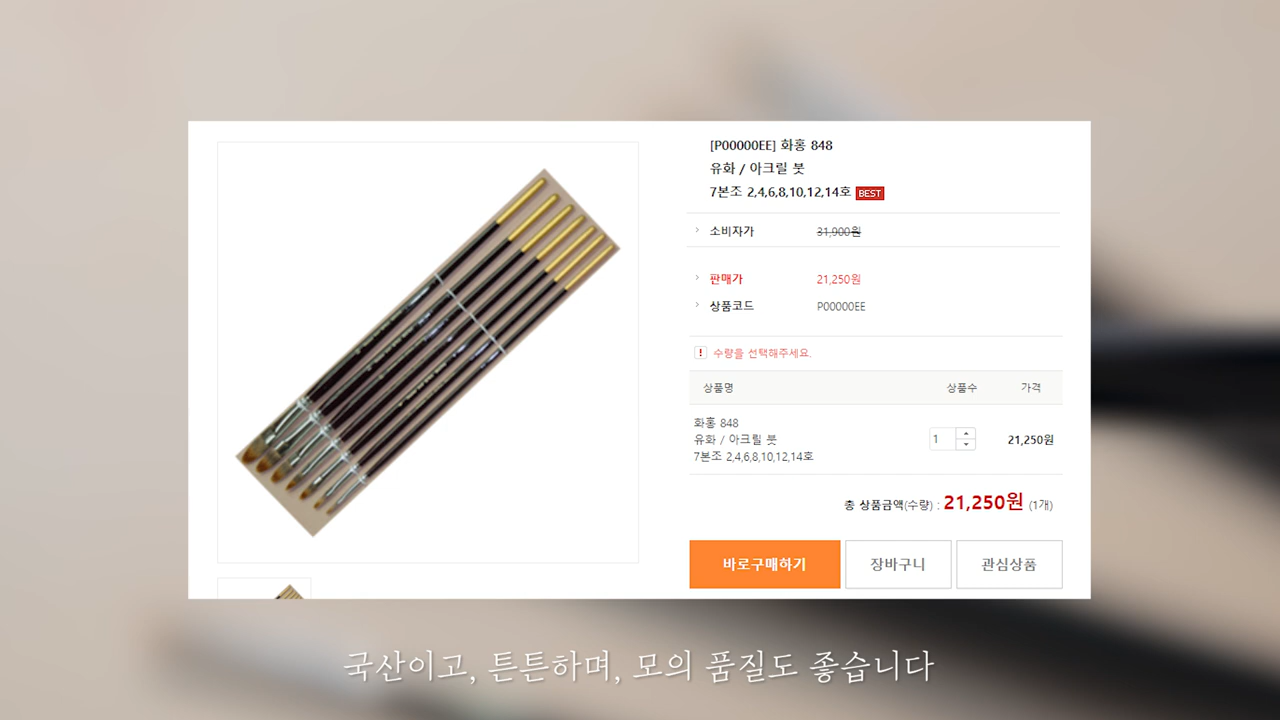 [P00000EE] 화홍 848
유화 / 아크릴 붓
7본조 2,4,6,8,10,12,14호 BEST
소비자가 31,900원
판매가 21,250원
상품코드 P00000EE
! 수량을 선택해주세요.
상품명 상품수 가격
화홍 848
유화 / 아크릴 붓
7본조 2,4,6,8,10,12,14호
1 21,250원
총 상품금액(수량) : 21,250원 (1개)
바로구매하기 장바구니 관심상품
국산이고, 튼튼하며, 모의 품질도 좋습니다